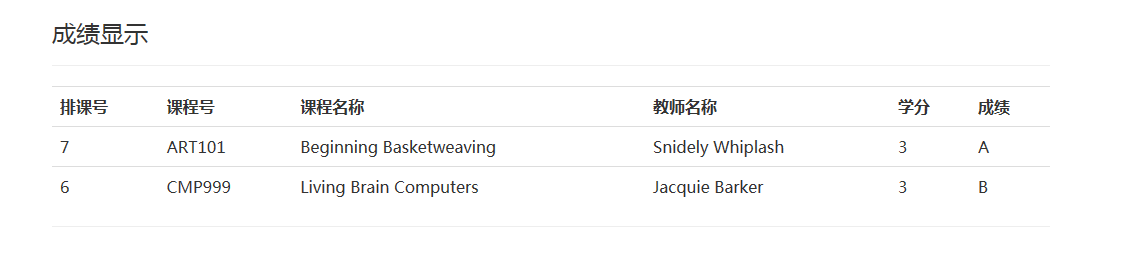 成绩显示
排课号 课程号 课程名称 教师名称 学分 成绩
7 ART101 Beginning Basketweaving Snidely Whiplash 3 A
6 CMP999 Living Brain Computers Jacquie Barker 3 B